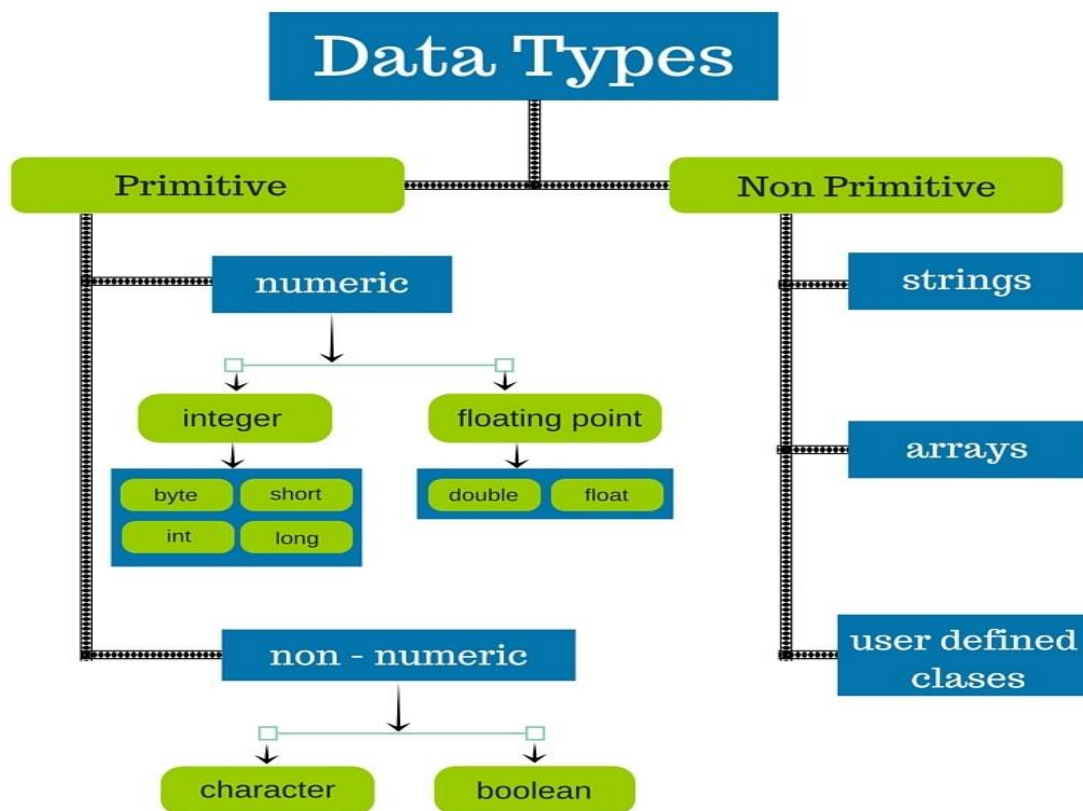 Data Types
Primitive
Non Primitive
numeric
strings
integer
floating point
arrays
byte
short
double
float
int
long
non - numeric
user defined
clases
character
boolean